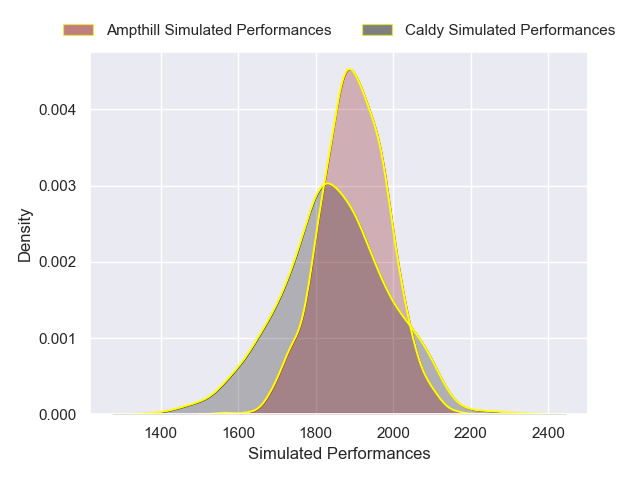 Ampthill Simulated Performances Caldy Simulated Performances
0.004
0.003
Density
0.002
0.001
0.000
1400 1600 1800 2000 2200 2400
Simulated Performances